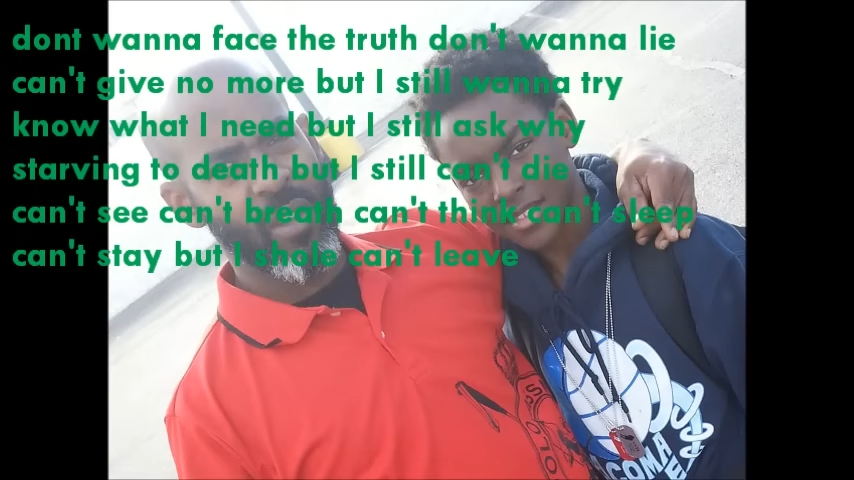 dont wanna face the truth don't wanna lie
can't give no more but I still wanna try
know what I need but I still ask why
starving to death but I still can't die
can't see can't breath can't think can't sleep
can't stay but I shole can't leave